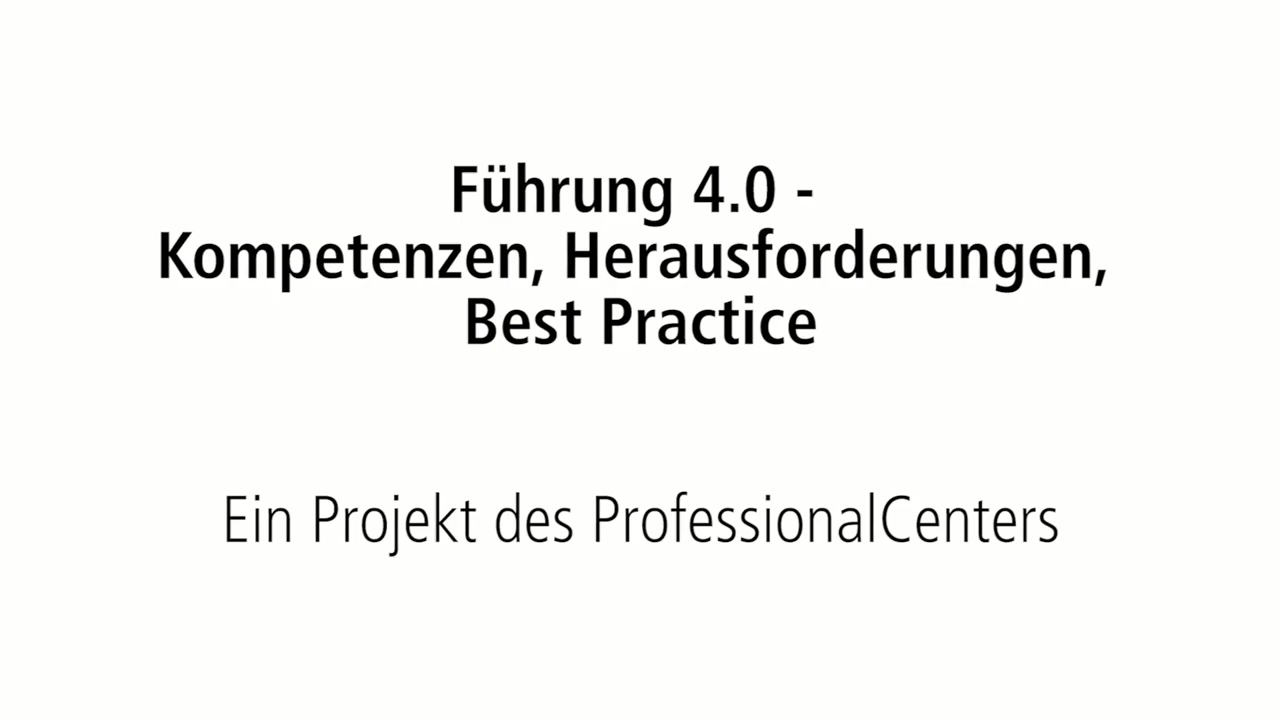 Führung 4.0 -
Kompetenzen, Herausforderungen,
Best Practice
Ein Projekt des ProfessionalCenters